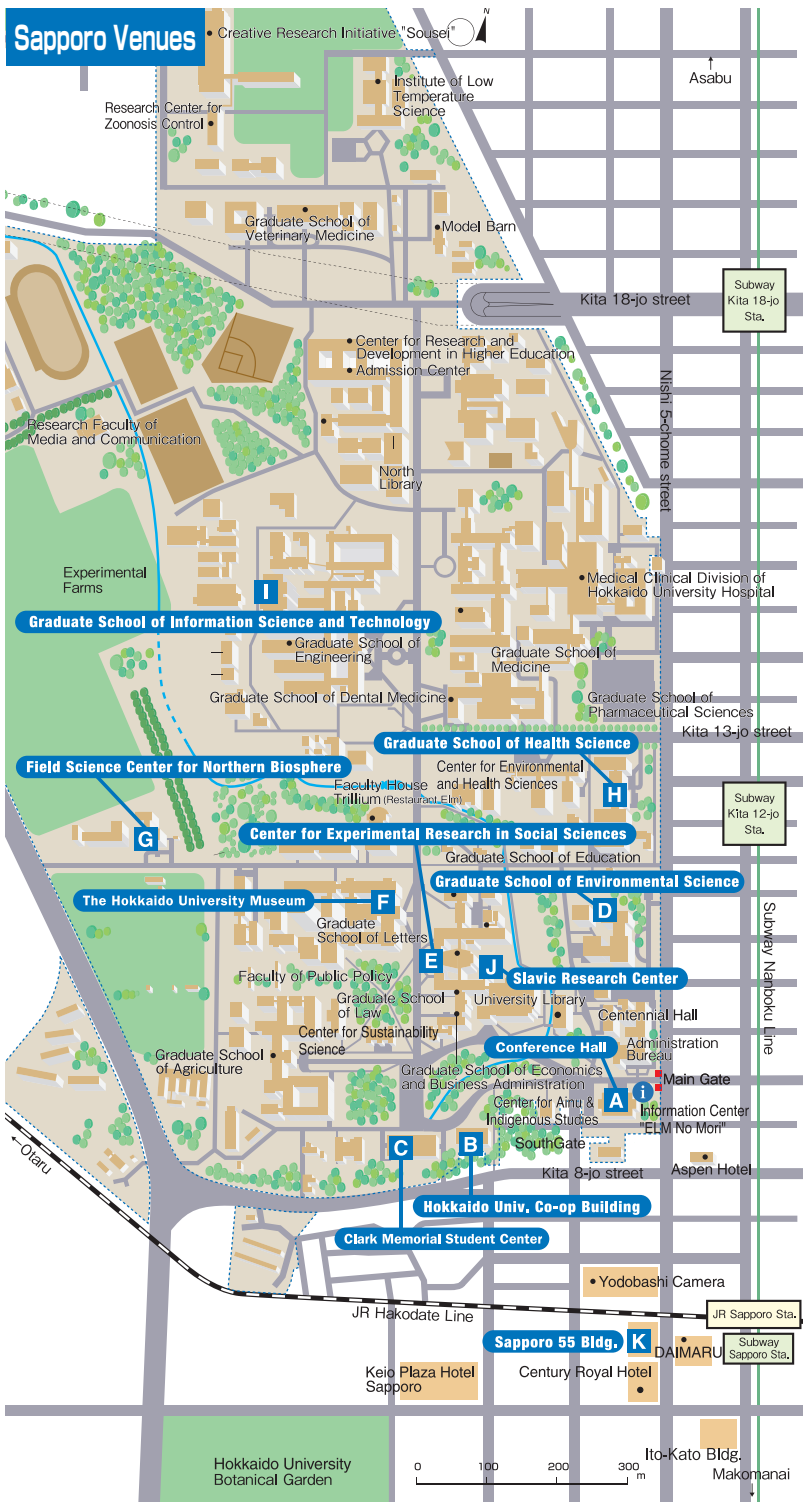 Sapporo Venues
Creative Research Initiative "Sousei"
N
Asabu
Institute of Low
Temperature
Science
Research Center for
Zoonosis Control
Graduate School of
Veterinary Medicine
Model Barn
Subway
Kita 18-jo
Sta.
Kita 18-jo street
Center for Research and
Development in Higher Education
Admission Center
Nishi 5-chome street
Research Faculty of
Media and Communication
North
Library
Experimental
Farms
I
Medical Clinical Division of
Hokkaido University Hospital
Graduate School of Information Science and Technology
Graduate School of
Engineering
Graduate School of
Medicine
Graduate School of Dental Medicine
Graduate School of
Pharmaceutical Sciences
Kita 13-jo street
Graduate School of Health Science
Field Science Center for Northern Biosphere
Center for Environmental
and Health Sciences
Faculty House
Trillium (Restaurant Elm)
H
Subway
Kita 12-jo
Sta.
G
Center for Experimental Research in Social Sciences
Graduate School of Education
Graduate School of Environmental Science
The Hokkaido University Museum
F
D
Graduate
School of Letters
Subway Nanboku Line
E
J
Faculty of Public Policy
Slavic Research Center
Graduate School
of Law
University Library
Centennial Hall
Center for Sustainability
Science
Conference Hall
Administration
Bureau
Graduate School
of Agriculture
Graduate School of Economics
and Business Administration
Main Gate
A
i
Center for Ainu &
Indigenous Studies
Information Center
"ELM No Mori"
SouthGate
C
B
Otaru
Kita 8-jo street
Aspen Hotel
Hokkaido Univ. Co-op Building
Clark Memorial Student Center
Yodobashi Camera
JR Hakodate Line
JR Sapporo Sta.
Sapporo 55 Bldg.
K
DAIMARU
Subway
Sapporo Sta.
Keio Plaza Hotel
Sapporo
Century Royal Hotel
Ito-Kato Bldg.
Hokkaido University
Botanical Garden
0 100 200 300
m
Makomanai